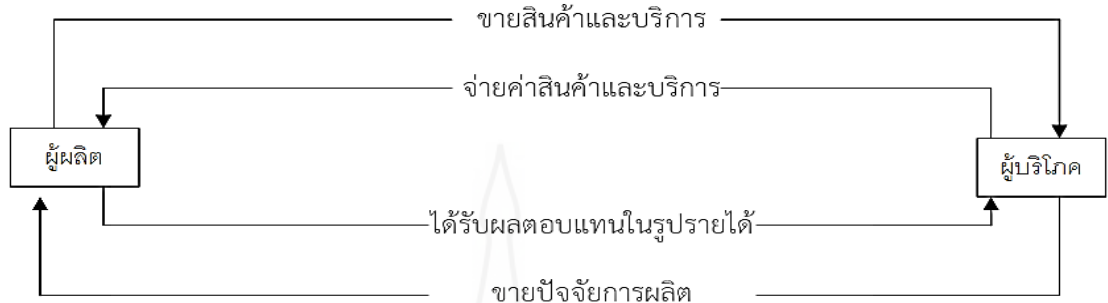 ขายสินค้าและบริการ
จ่ายค่าสินค้าและบริการ
ผู้ผลิต
ผู้บริโภค
ได้รับผลตอบแทนในรูปรายได้
ขายปัจจัยการผลิต